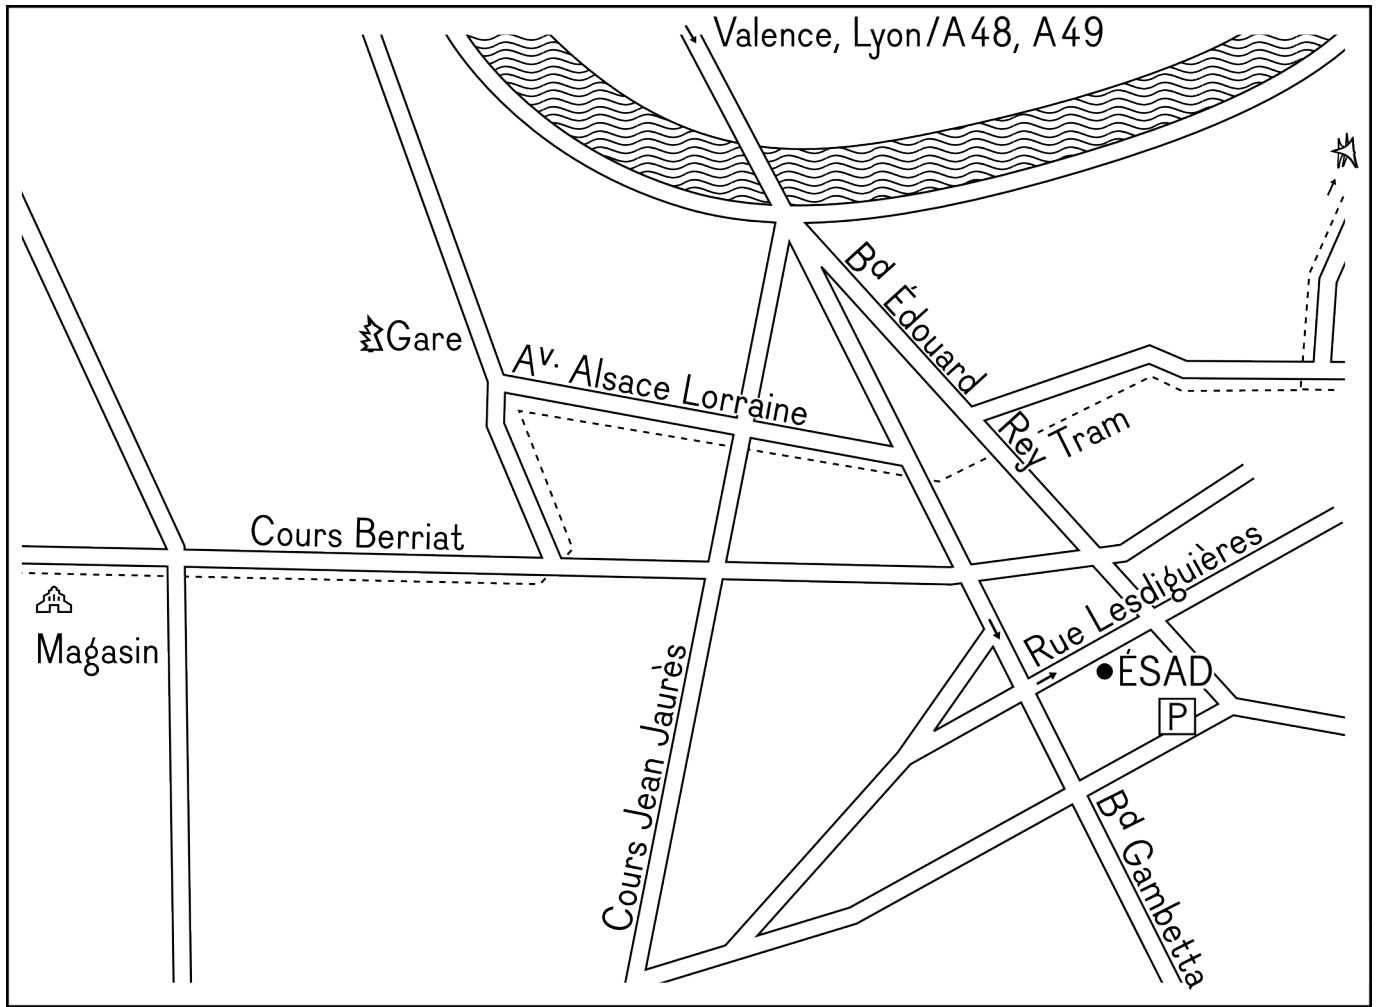 Valence, Lyon/A48, A49
Bd Édouard
Rey
Gare
Av. Alsace Lorraine
Tram
Cours Berriat
Rue Lesdiguières
Magasin
ÉSAD
P
Cours Jean Jaurès
Bd Gambetta